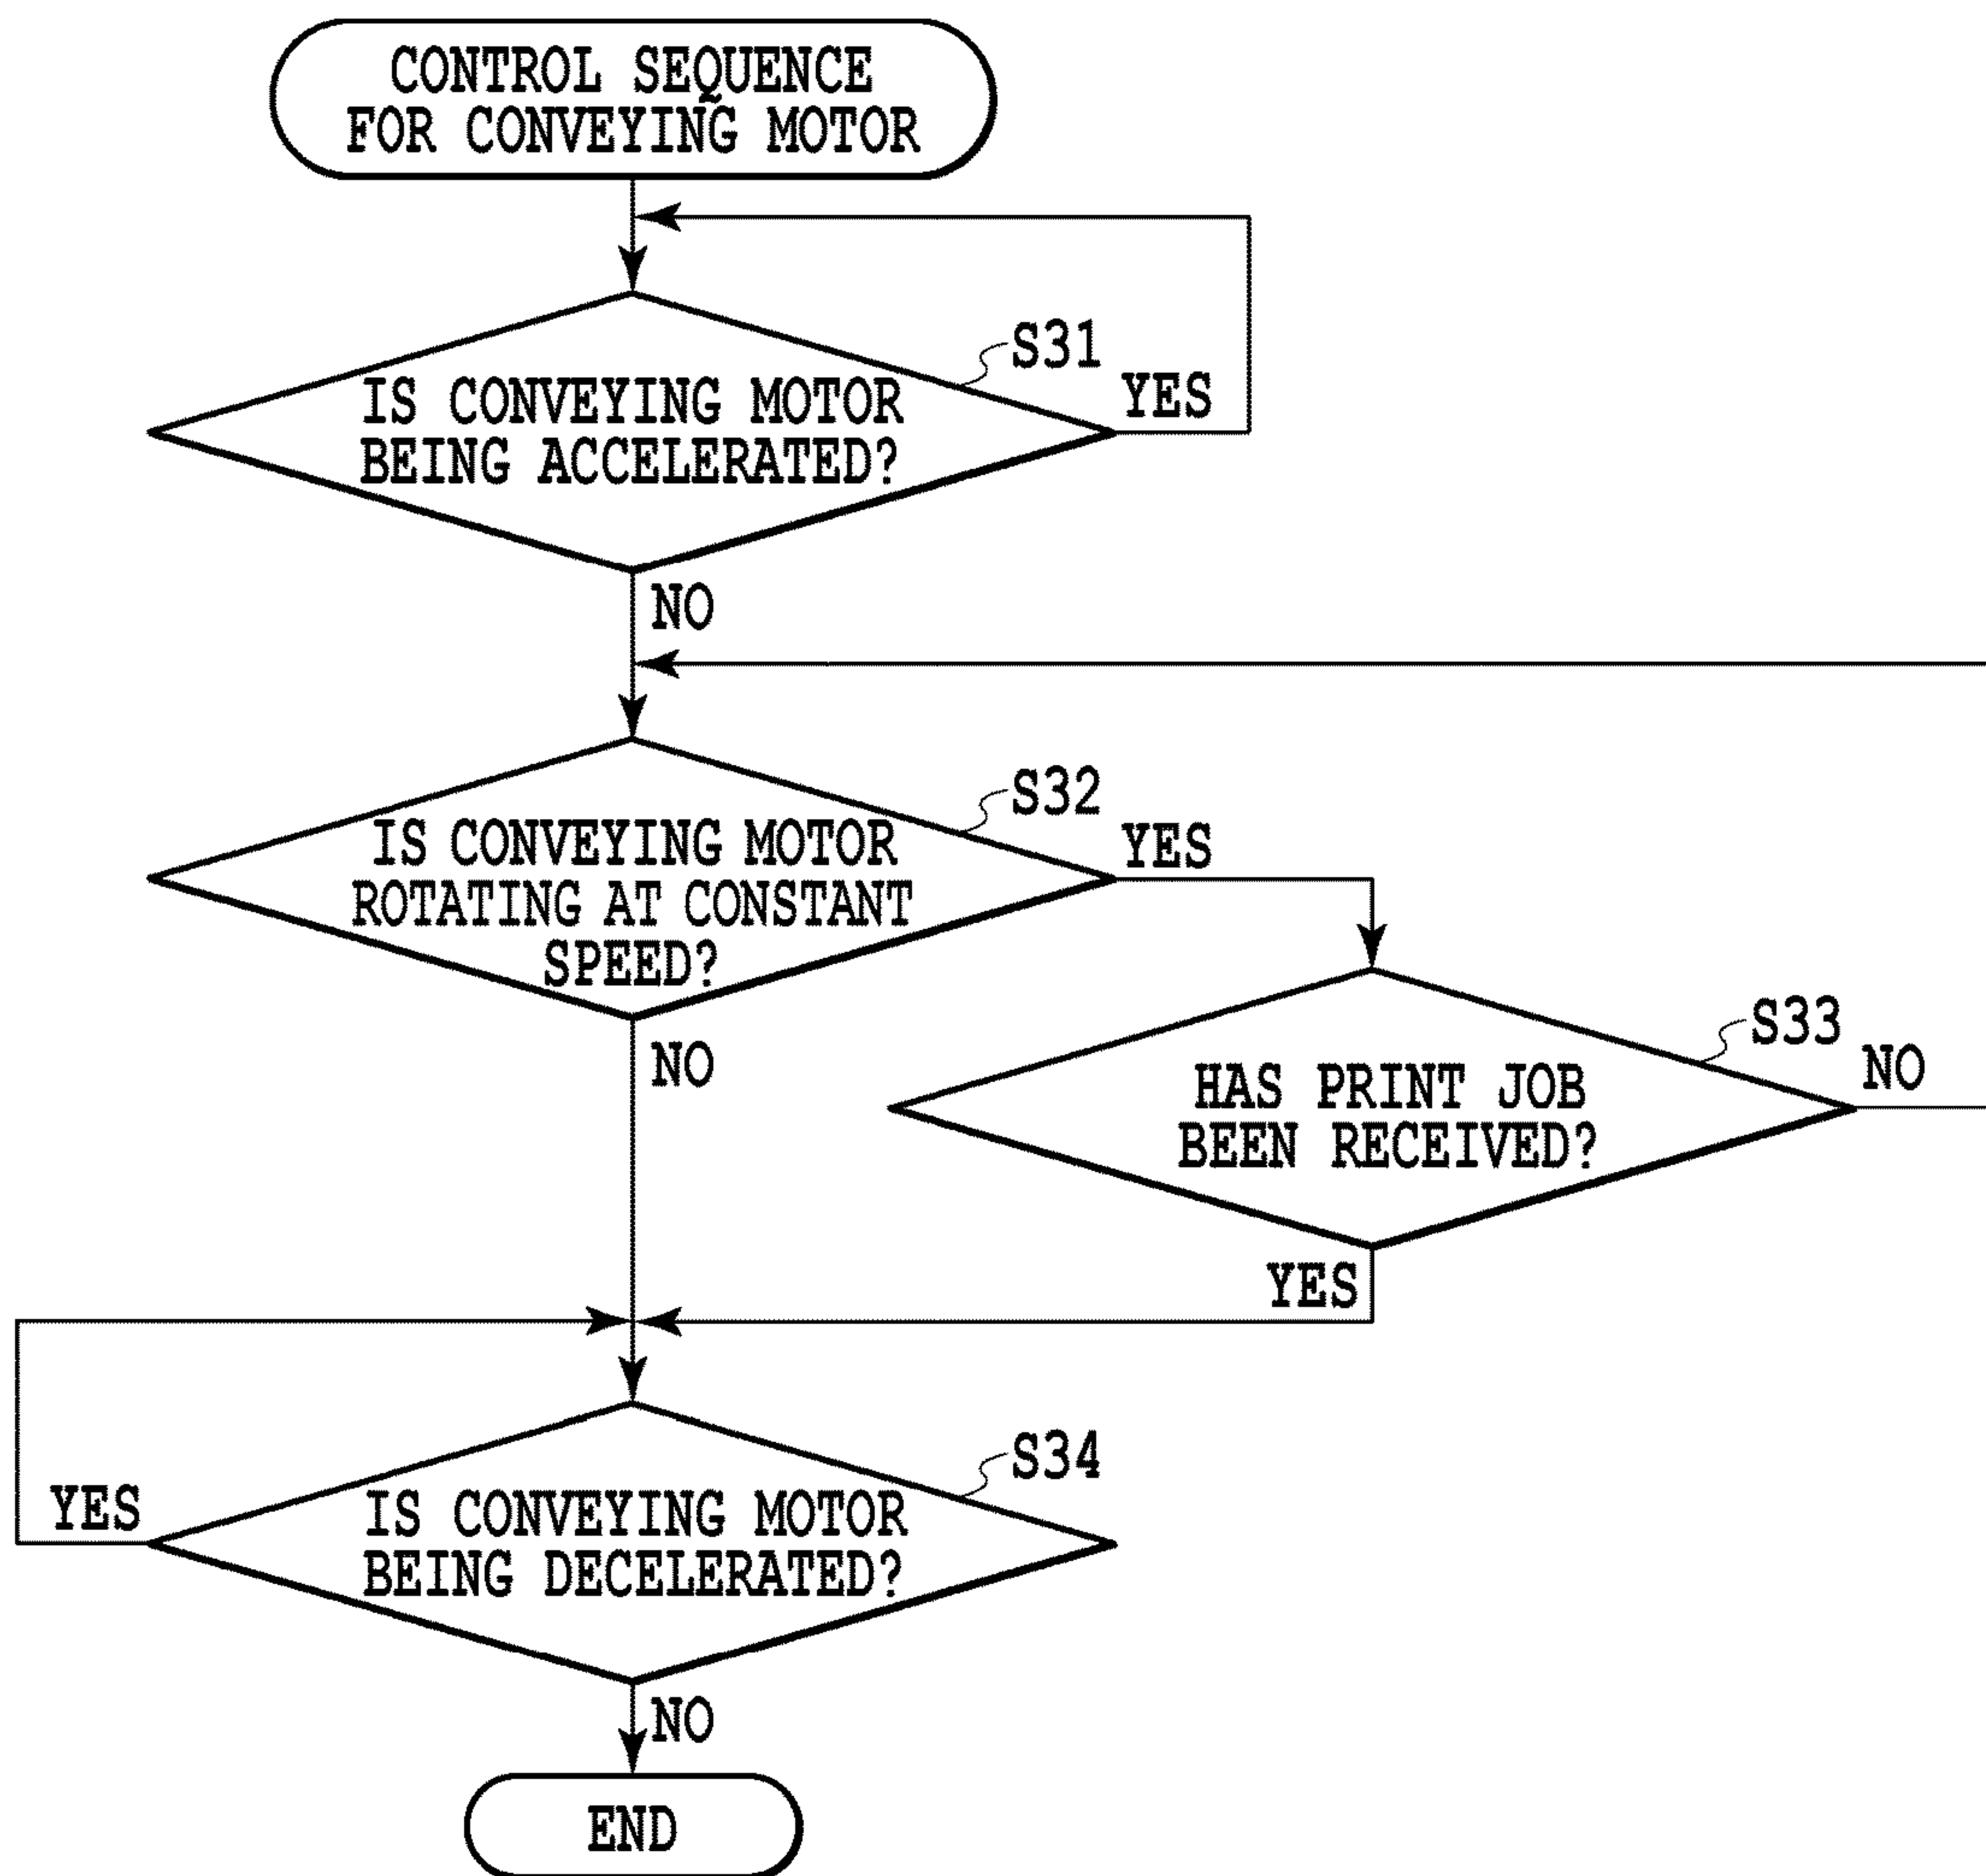 CONTROL SEQUENCE
FOR CONVEYING MOTOR
S31
YES
IS CONVEYING MOTOR
BEING ACCELERATED?
NO
S32
YES
IS CONVEYING MOTOR
ROTATING AT CONSTANT
SPEED?
NO
S33
NO
HAS PRINT JOB
BEEN RECEIVED?
YES
S34
YES
IS CONVEYING MOTOR
BEING DECELERATED?
NO
END